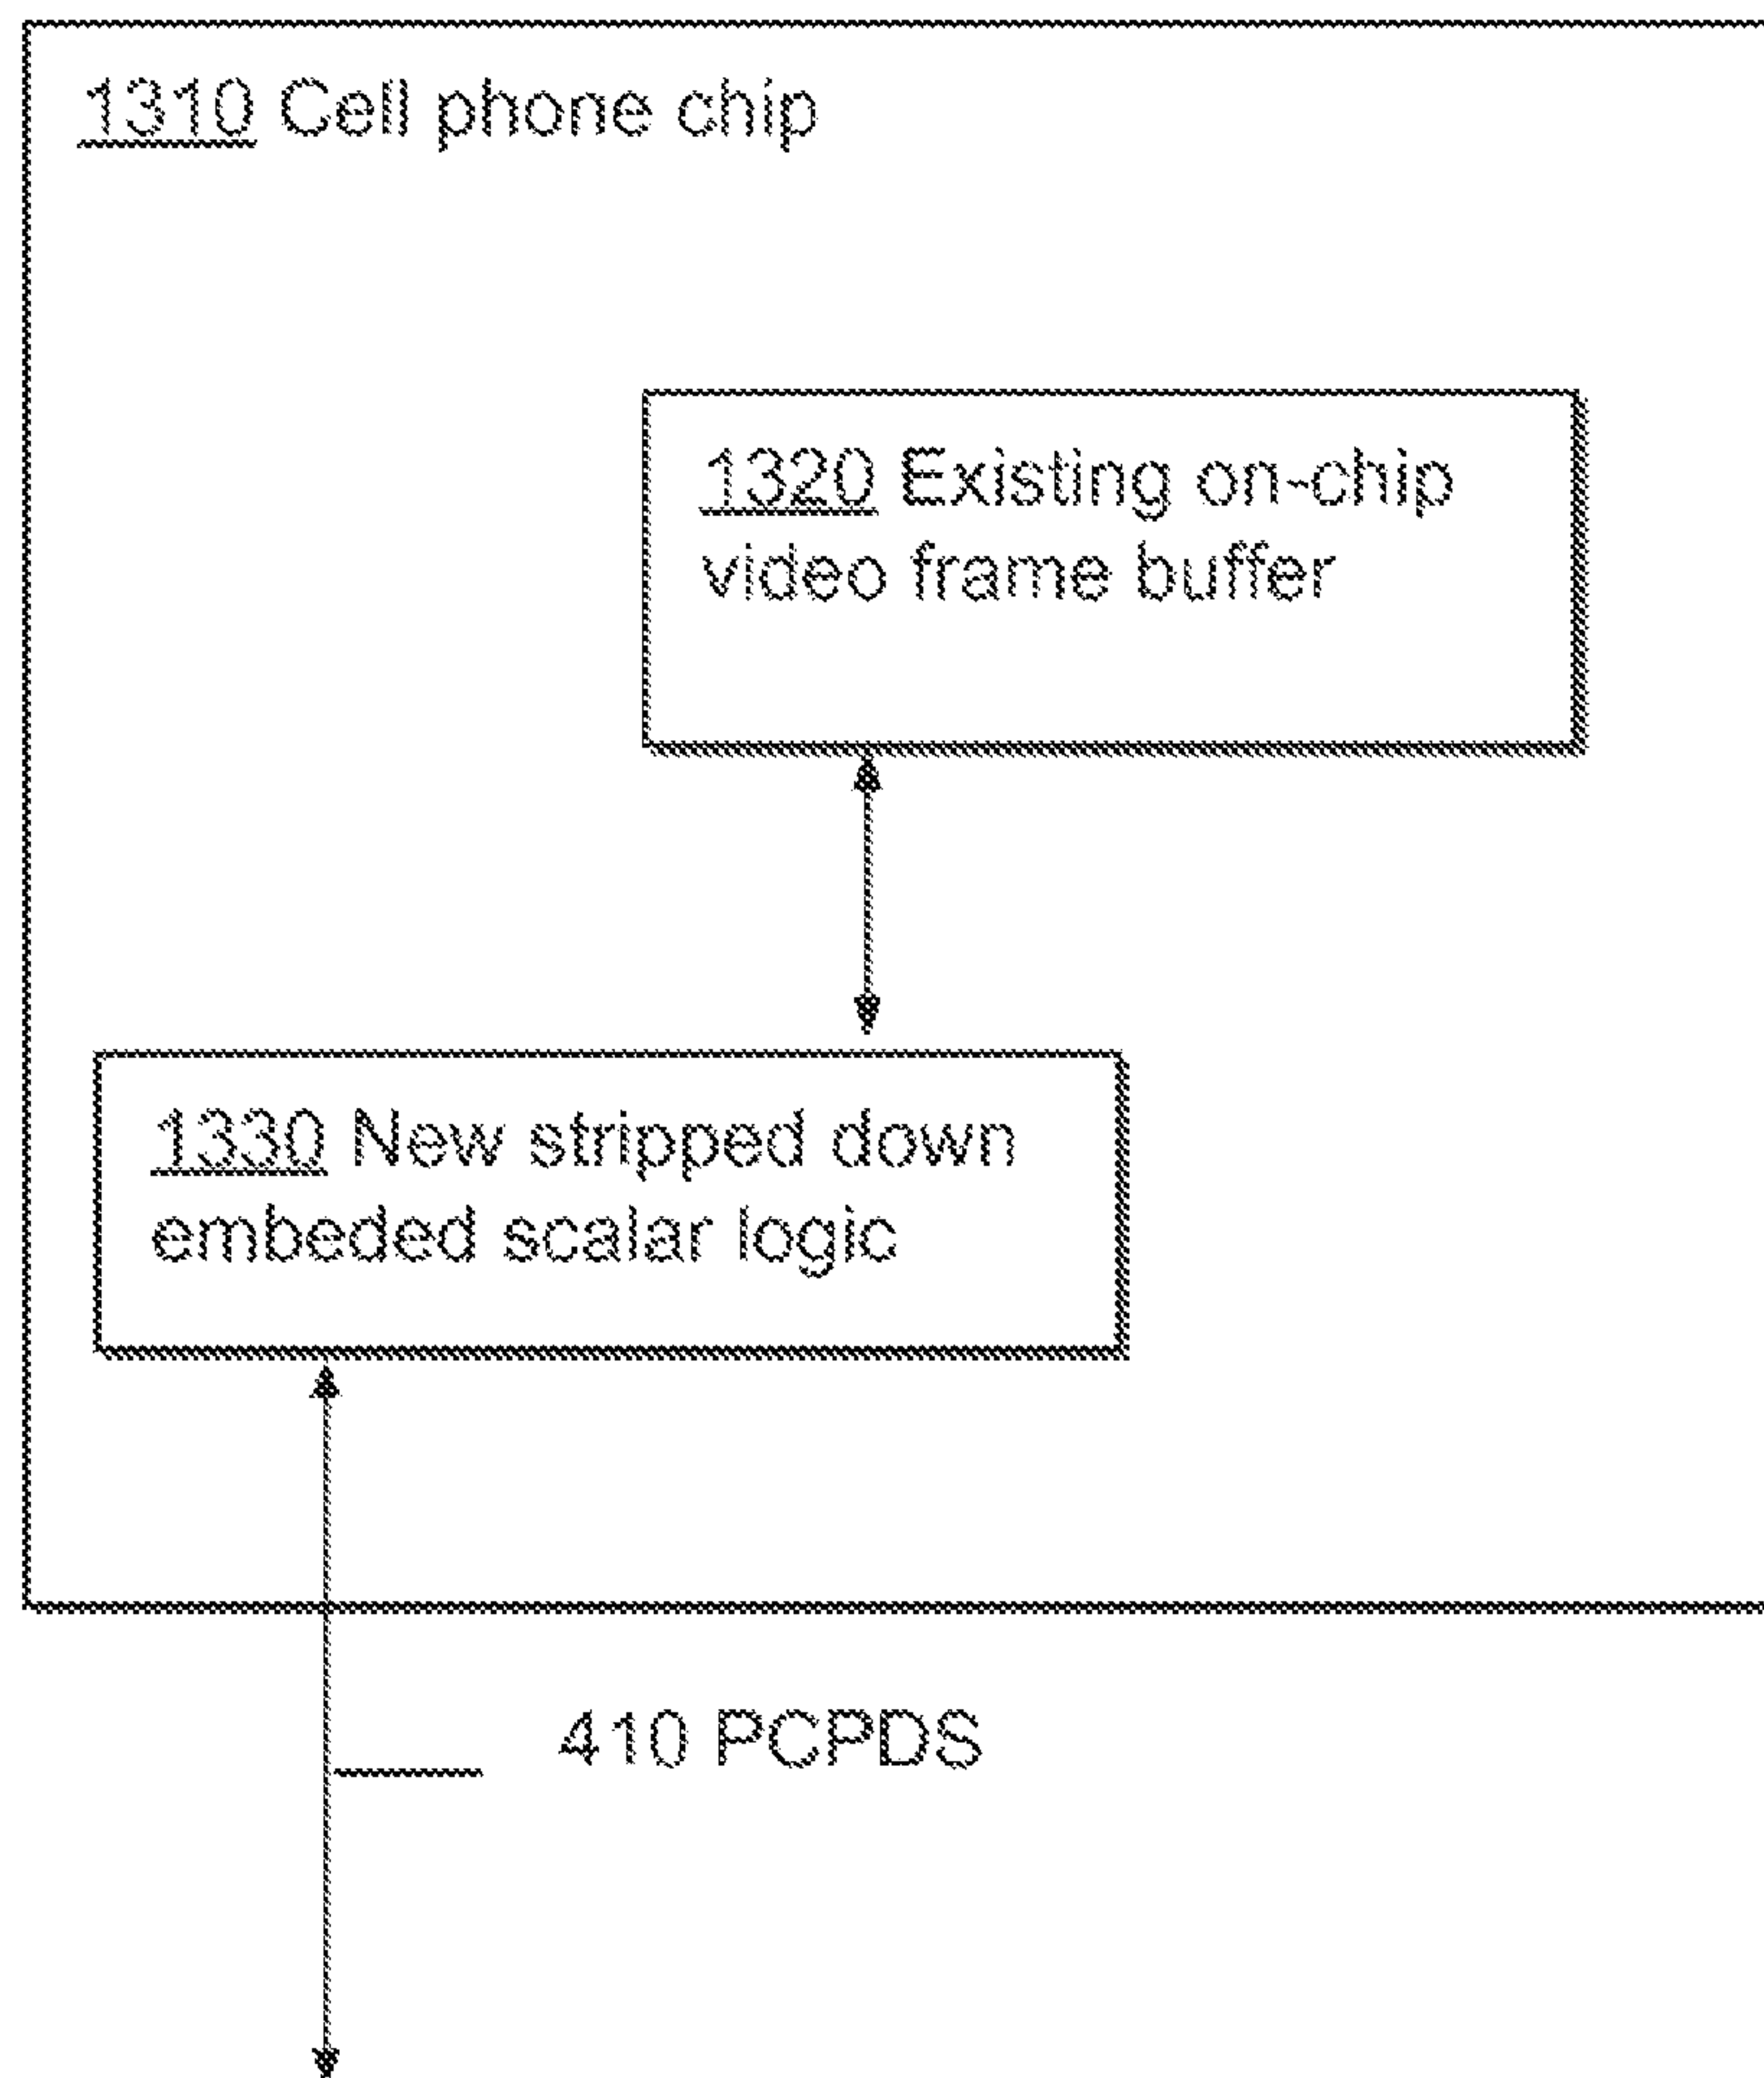 1310 Cell phone chip
1320 Existing on-chip
video frame buffer
1330 New stripped down
embeded scalar logic
410 PCPDS